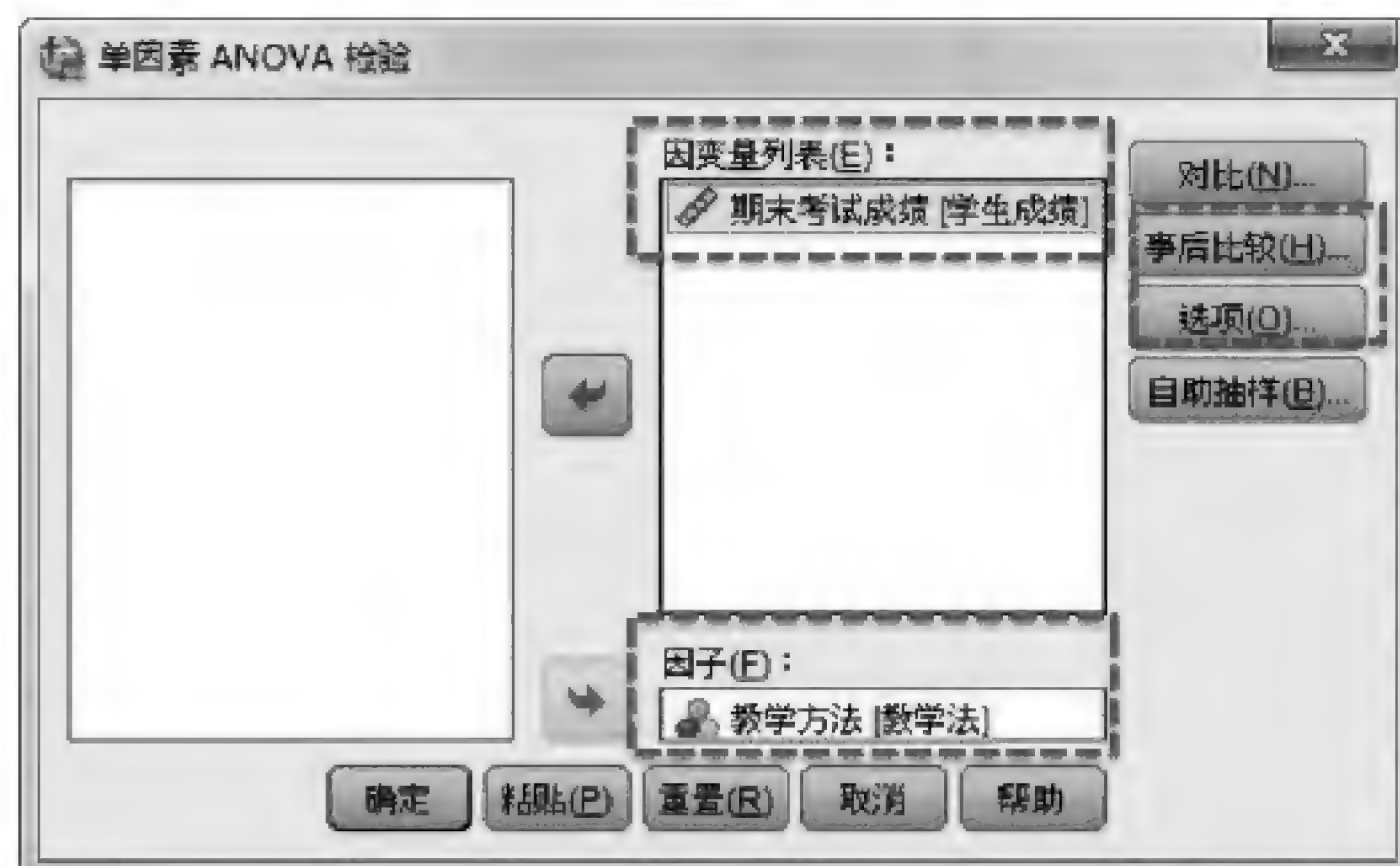 单因素 ANOVA 检验
因变量列表(E)：
期末考试成绩 [学生成绩]
对比(N)...
事后比较(H)...
选项(O)...
自助抽样(B)...
因子(F)：
教学方法 [教学法]
确定 粘贴(P) 重置(R) 取消 帮助